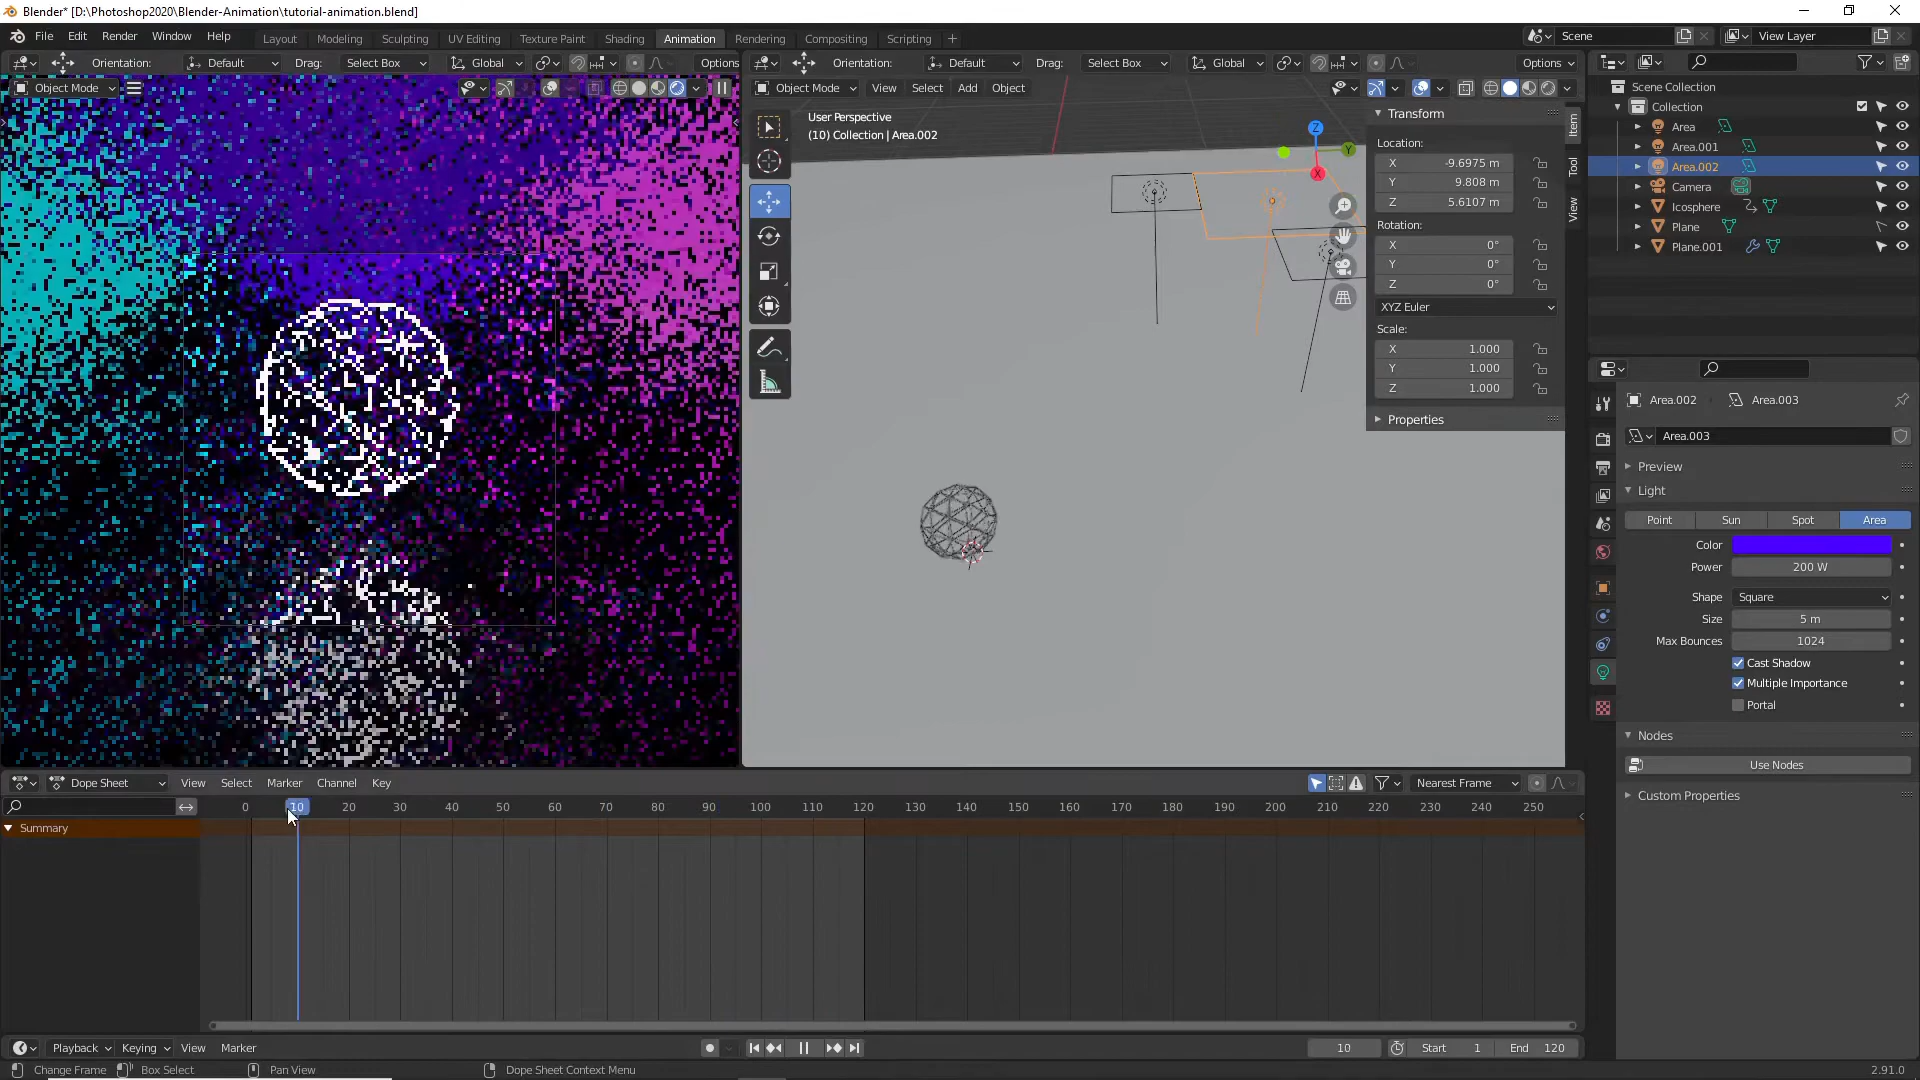 Blender* [D:\Photoshop2020\Blender-Animation\tutorial-animation.blend]
File Edit Render Window Help Layout Modeling Sculpting UV Editing Texture Paint Shading Animation Rendering Compositing Scripting + Scene View Layer
Orientation: Default Drag: Select Box Global Options
Orientation: Default Drag: Select Box Global Options
Object Mode
Object Mode View Select Add Object
User Perspective
(10) Collection | Area.002
Z
Y
X
Transform
Location:
X -9.6975 m
Y 9.808 m
Z 5.6107 m
Rotation:
X 0°
Y 0°
Z 0°
XYZ Euler
Scale:
X 1.000
Y 1.000
Z 1.000
Properties
Item
Tool
View
Scene Collection
Collection
Area
Area.001
Area.002
Camera
Icosphere
Plane
Plane.001
Area.002 Area.003
Area.003
Preview
Light
Point Sun Spot Area
Color
Power 200 W
Shape Square
Size 5 m
Max Bounces 1024
Cast Shadow
Multiple Importance
Portal
Nodes
Use Nodes
Custom Properties
Dope Sheet View Select Marker Channel Key Nearest Frame
0 10 20 30 40 50 60 70 80 90 100 110 120 130 140 150 160 170 180 190 200 210 220 230 240 250
Summary
Playback Keying View Marker 10 Start 1 End 120
Change Frame Box Select Pan View Dope Sheet Context Menu 2.91.0